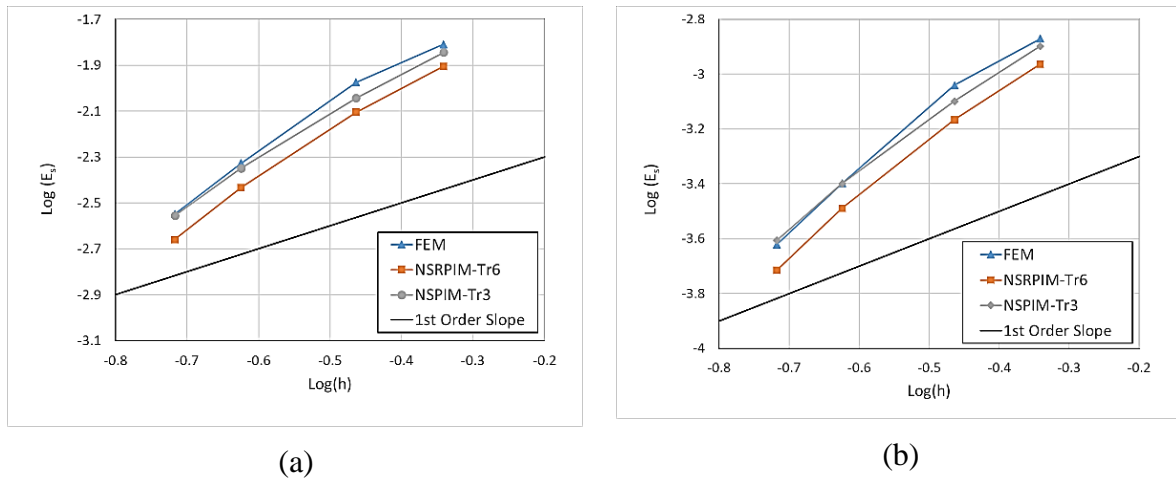 -1.7
-1.9
-2.1
-2.3
-2.5
-2.7
-2.9
-3.1
Log (Es)
FEM
NSRPIM-Tr6
NSPIM-Tr3
1st Order Slope
-0.8 -0.7 -0.6 -0.5 -0.4 -0.3 -0.2
Log(h)
(a)
-2.8
-3
-3.2
-3.4
-3.6
-3.8
-4
Log (Es)
FEM
NSRPIM-Tr6
NSPIM-Tr3
1st Order Slope
-0.8 -0.7 -0.6 -0.5 -0.4 -0.3 -0.2
Log(h)
(b)